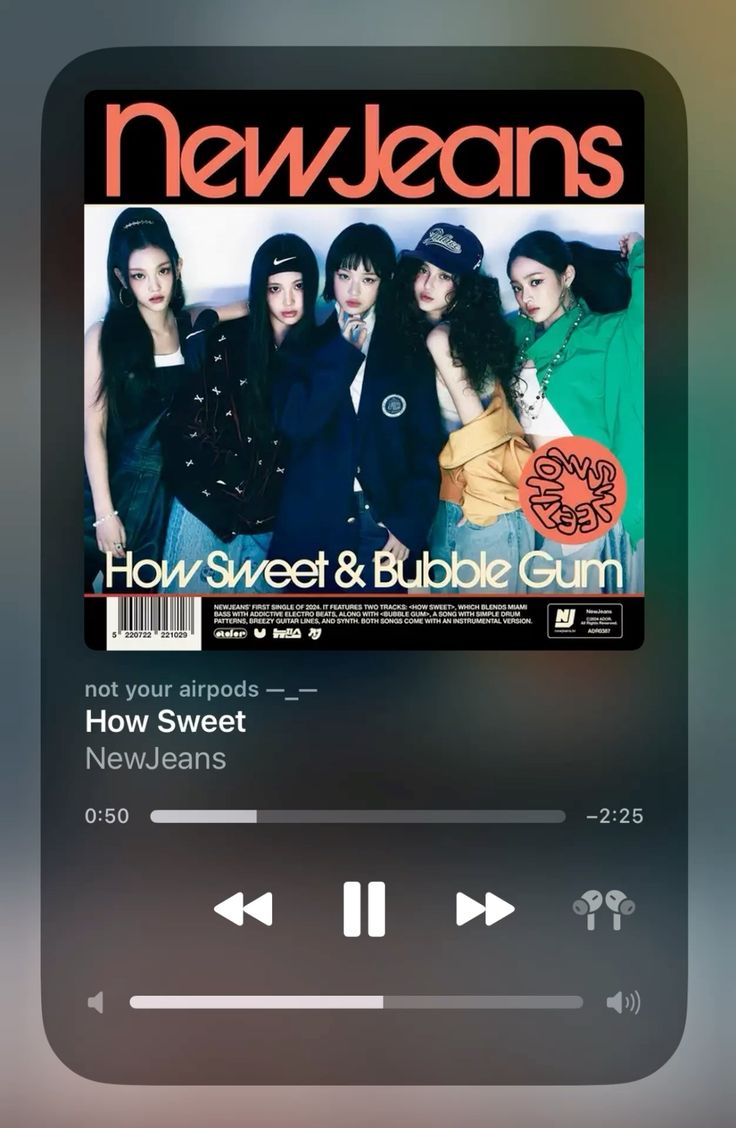 NewJeans
HOW SWEET
How Sweet & Bubble Gum
NEWJEANS' FIRST SINGLE OF 2024. IT FEATURES TWO TRACKS: <HOW SWEET>, WHICH BLENDS MIAMI
BASS WITH ADDICTIVE ELECTRO BEATS, ALONG WITH <BUBBLE GUM>, A SONG WITH SIMPLE DRUM
PATTERNS, BREEZY GUITAR LINES, AND SYNTH. BOTH SONGS COME WITH AN INSTRUMENTAL VERSION.
5 220722 221029
ador
NJ
NewJeans
©2024 ADOR.
All Rights Reserved.
newjeans.kr
ADR0387
not your airpods —_—
How Sweet
NewJeans
0:50
−2:25